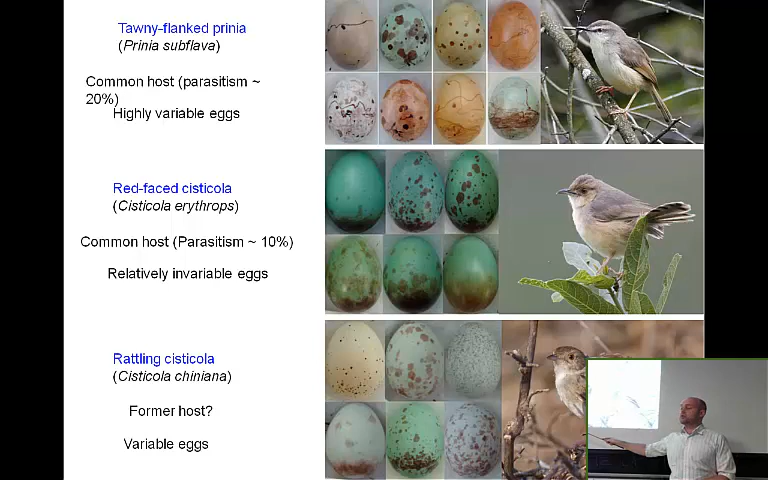 Tawny-flanked prinia
(Prinia subflava)
Common host (parasitism ~
20%)
Highly variable eggs
Red-faced cisticola
(Cisticola erythrops)
Common host (Parasitism ~ 10%)
Relatively invariable eggs
Rattling cisticola
(Cisticola chiniana)
Former host?
Variable eggs